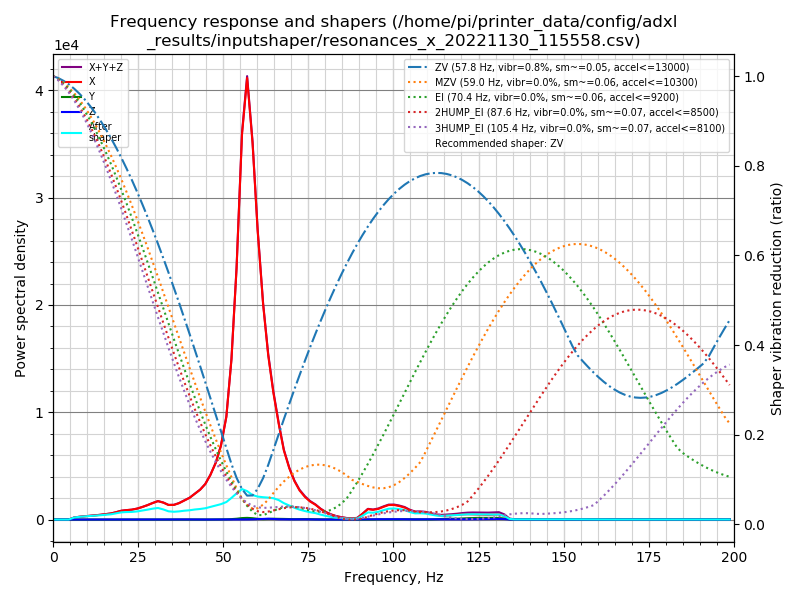 Frequency response and shapers (/home/pi/printer_data/config/adxl
_results/inputshaper/resonances_x_20221130_115558.csv)
1e4
X+Y+Z
X
Y
Z
After
shaper
ZV (57.8 Hz, vibr=0.8%, sm~=0.05, accel<=13000)
MZV (59.0 Hz, vibr=0.0%, sm~=0.06, accel<=10300)
EI (70.4 Hz, vibr=0.0%, sm~=0.06, accel<=9200)
2HUMP_EI (87.6 Hz, vibr=0.0%, sm~=0.07, accel<=8500)
3HUMP_EI (105.4 Hz, vibr=0.0%, sm~=0.07, accel<=8100)
Recommended shaper: ZV
4
3
2
1
0
Power spectral density
1.0
0.8
0.6
0.4
0.2
0.0
Shaper vibration reduction (ratio)
0 25 50 75 100 125 150 175 200
Frequency, Hz